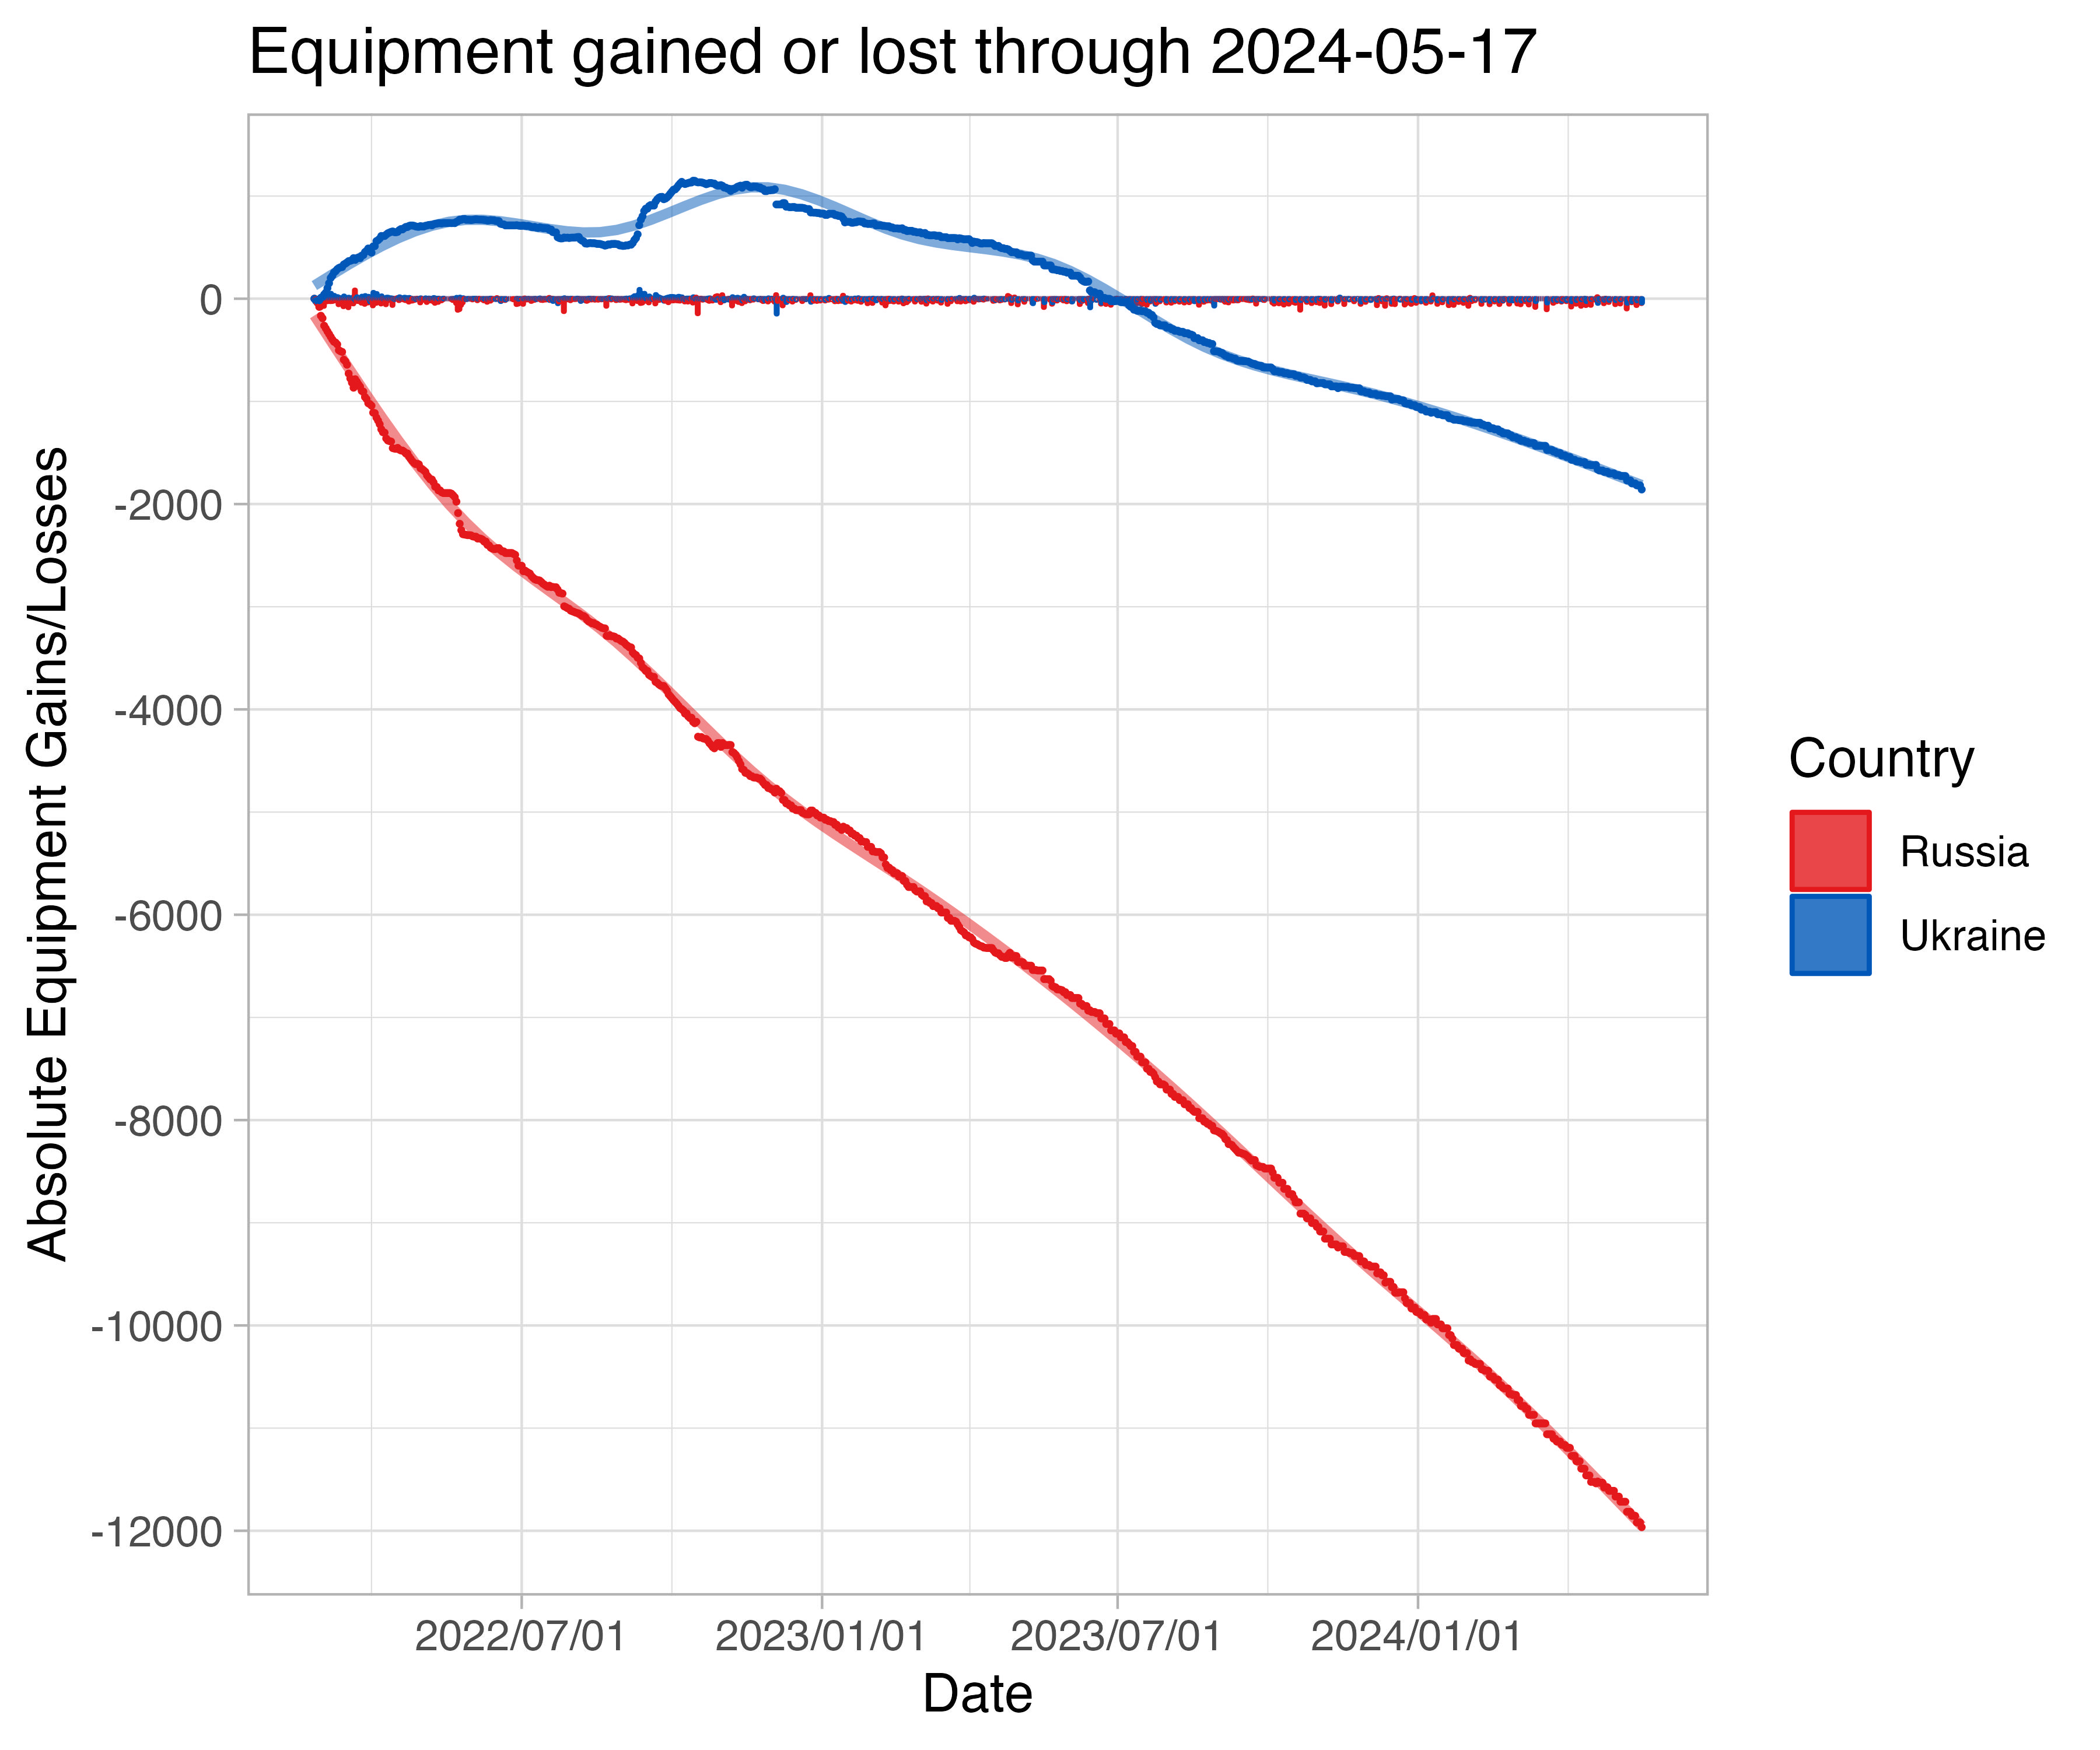 Equipment gained or lost through 2024-05-17
Absolute Equipment Gains/Losses
0
-2000
-4000
-6000
-8000
-10000
-12000
2022/07/01
2023/01/01
2023/07/01
2024/01/01
Date
Country
Russia
Ukraine